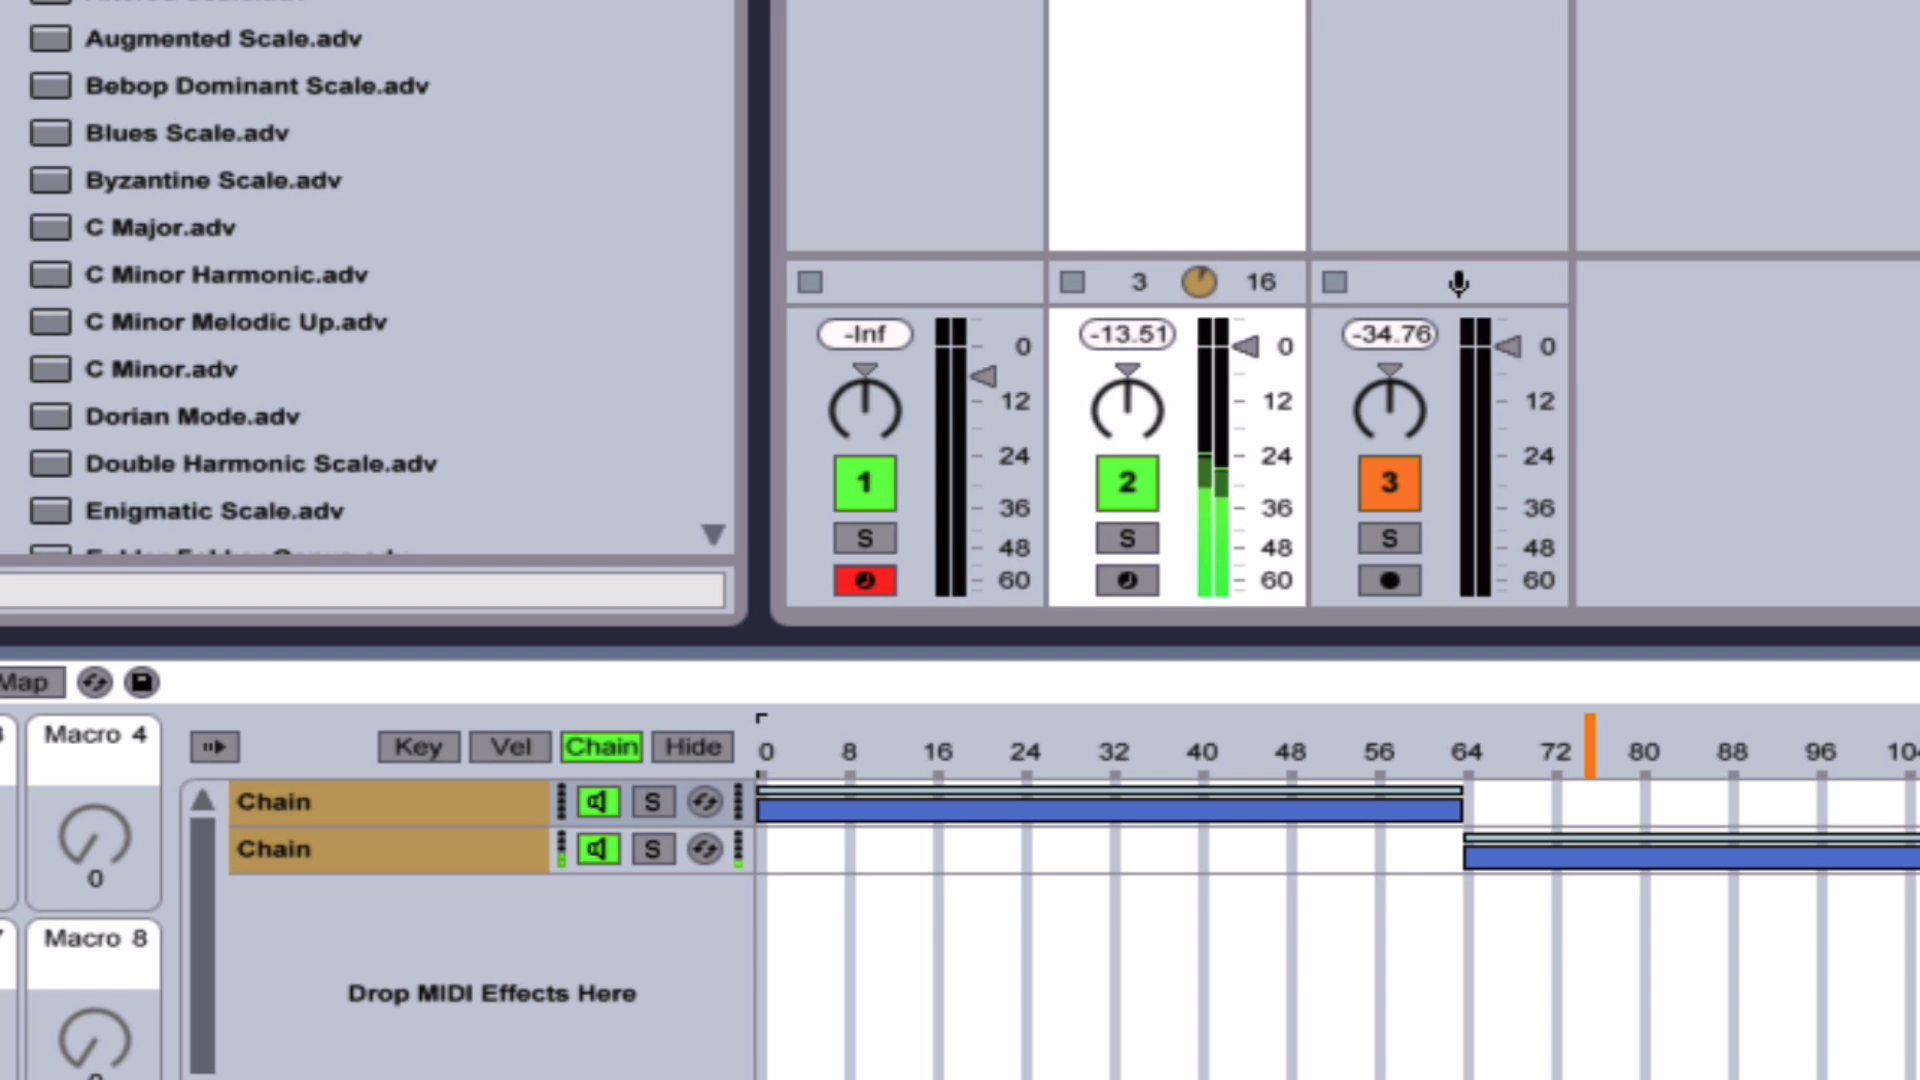 Augmented Scale.adv
Bebop Dominant Scale.adv
Blues Scale.adv
Byzantine Scale.adv
C Major.adv
C Minor Harmonic.adv
C Minor Melodic Up.adv
C Minor.adv
Dorian Mode.adv
Double Harmonic Scale.adv
Enigmatic Scale.adv
3 16
-Inf 0 -13.51 0 -34.76 0
12 12 12
24 24 24
1 2 3
36 36 36
S S S
48 48 48
60 60 60
Map
Macro 4
Key Vel Chain Hide
0 8 16 24 32 40 48 56 64 72 80 88 96
Chain S
Chain S
0
Macro 8
Drop MIDI Effects Here